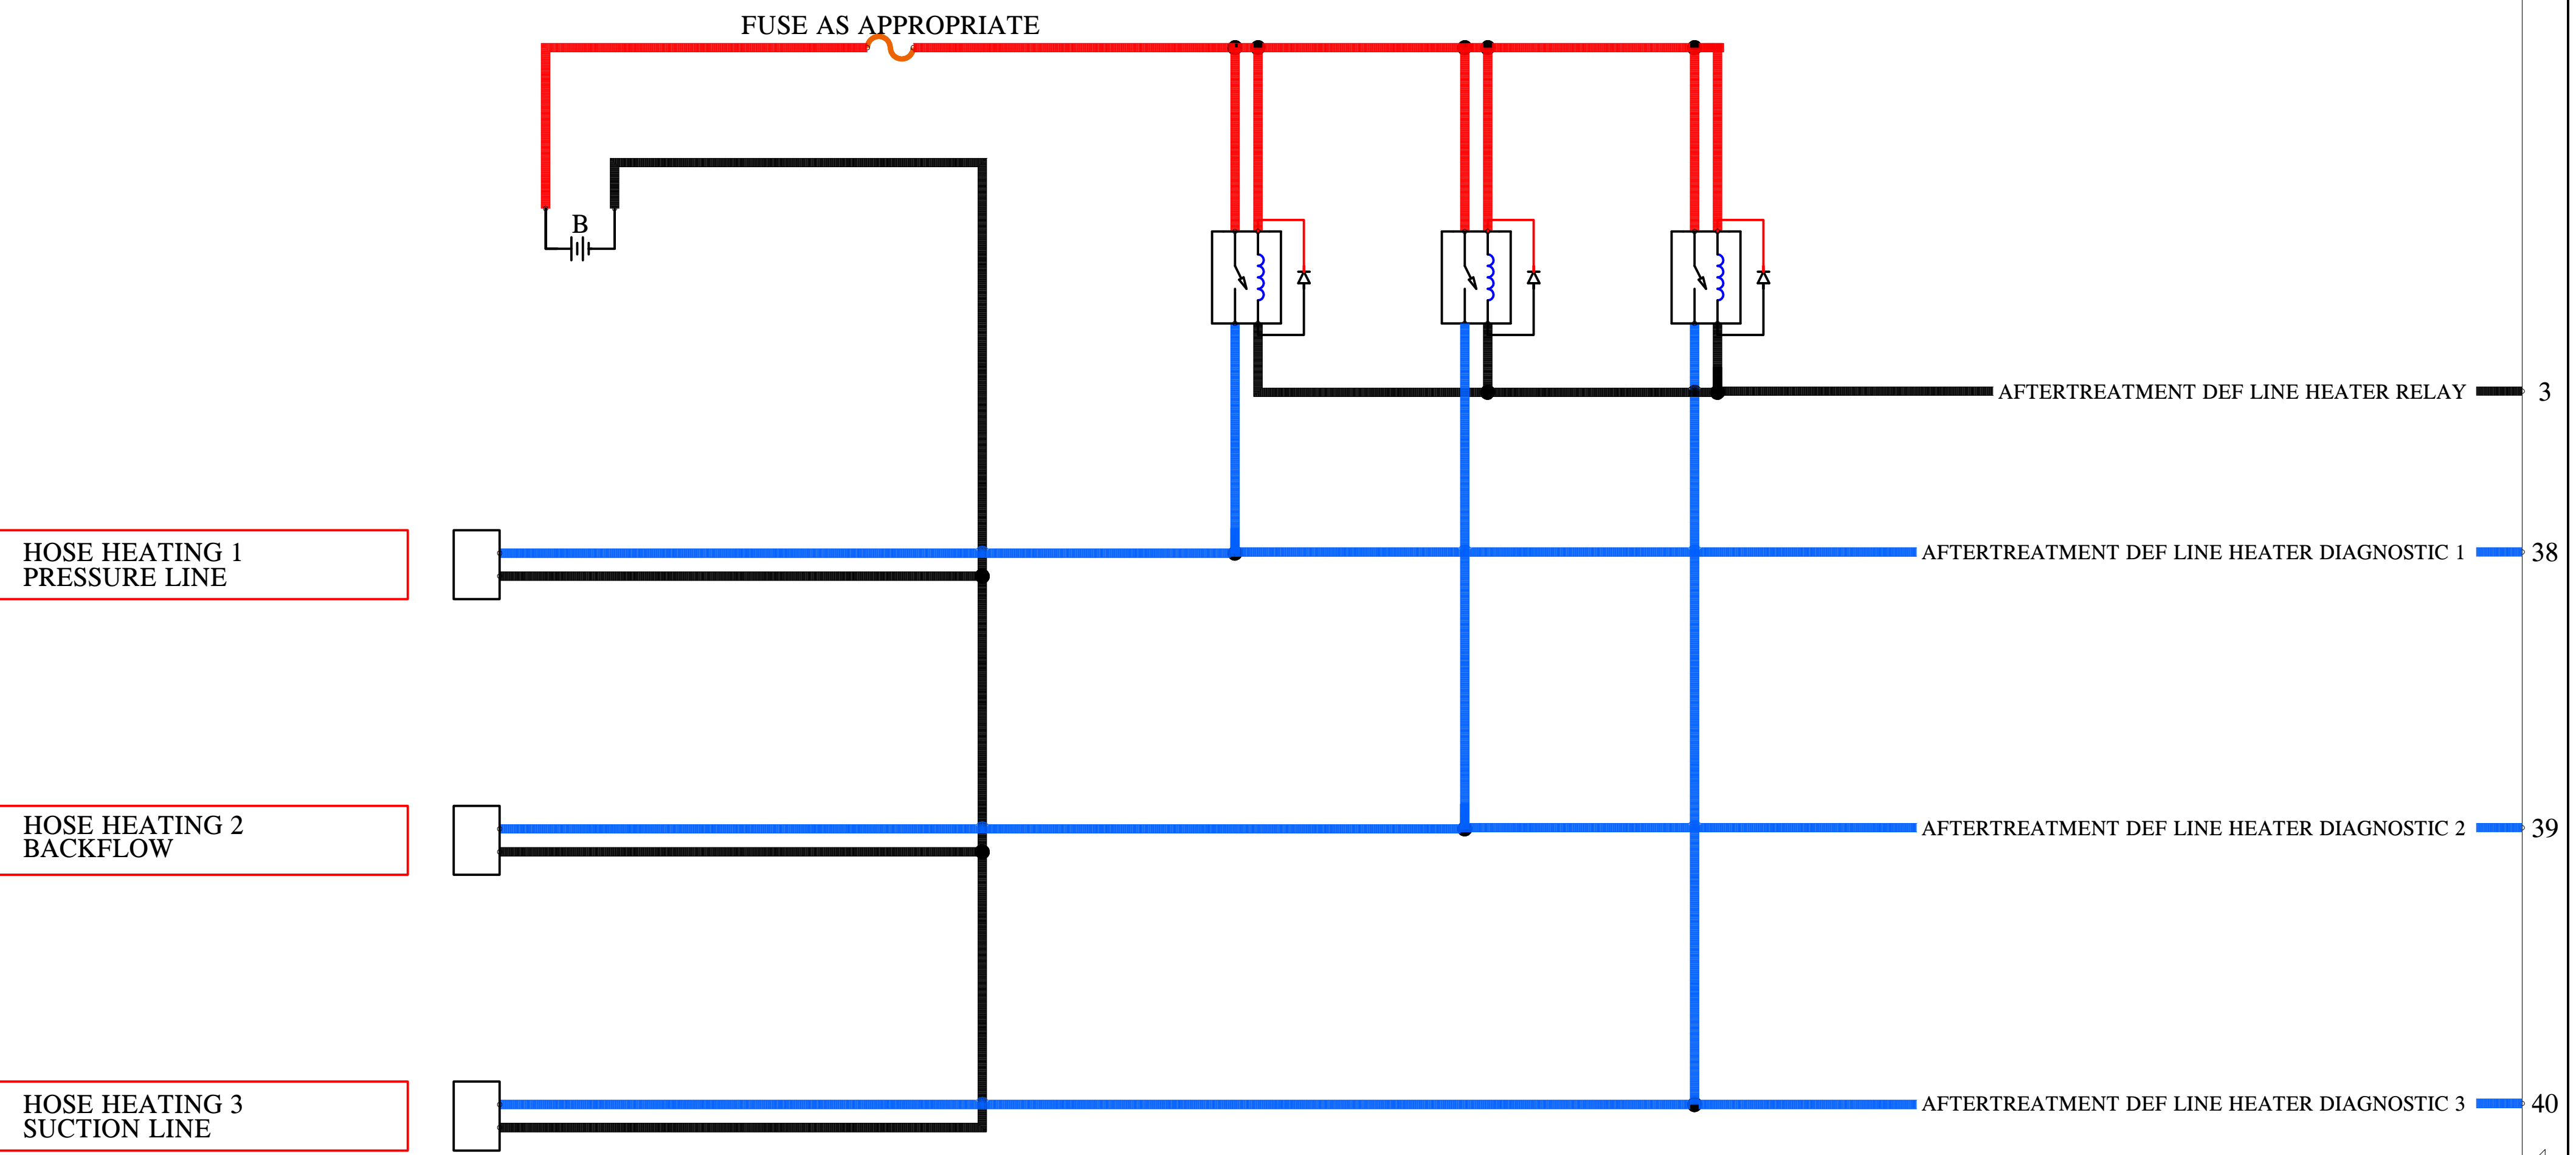 FUSE AS APPROPRIATE
B
AFTERTREATMENT DEF LINE HEATER RELAY 3
HOSE HEATING 1
PRESSURE LINE
AFTERTREATMENT DEF LINE HEATER DIAGNOSTIC 1 38
HOSE HEATING 2
BACKFLOW
AFTERTREATMENT DEF LINE HEATER DIAGNOSTIC 2 39
HOSE HEATING 3
SUCTION LINE
AFTERTREATMENT DEF LINE HEATER DIAGNOSTIC 3 40